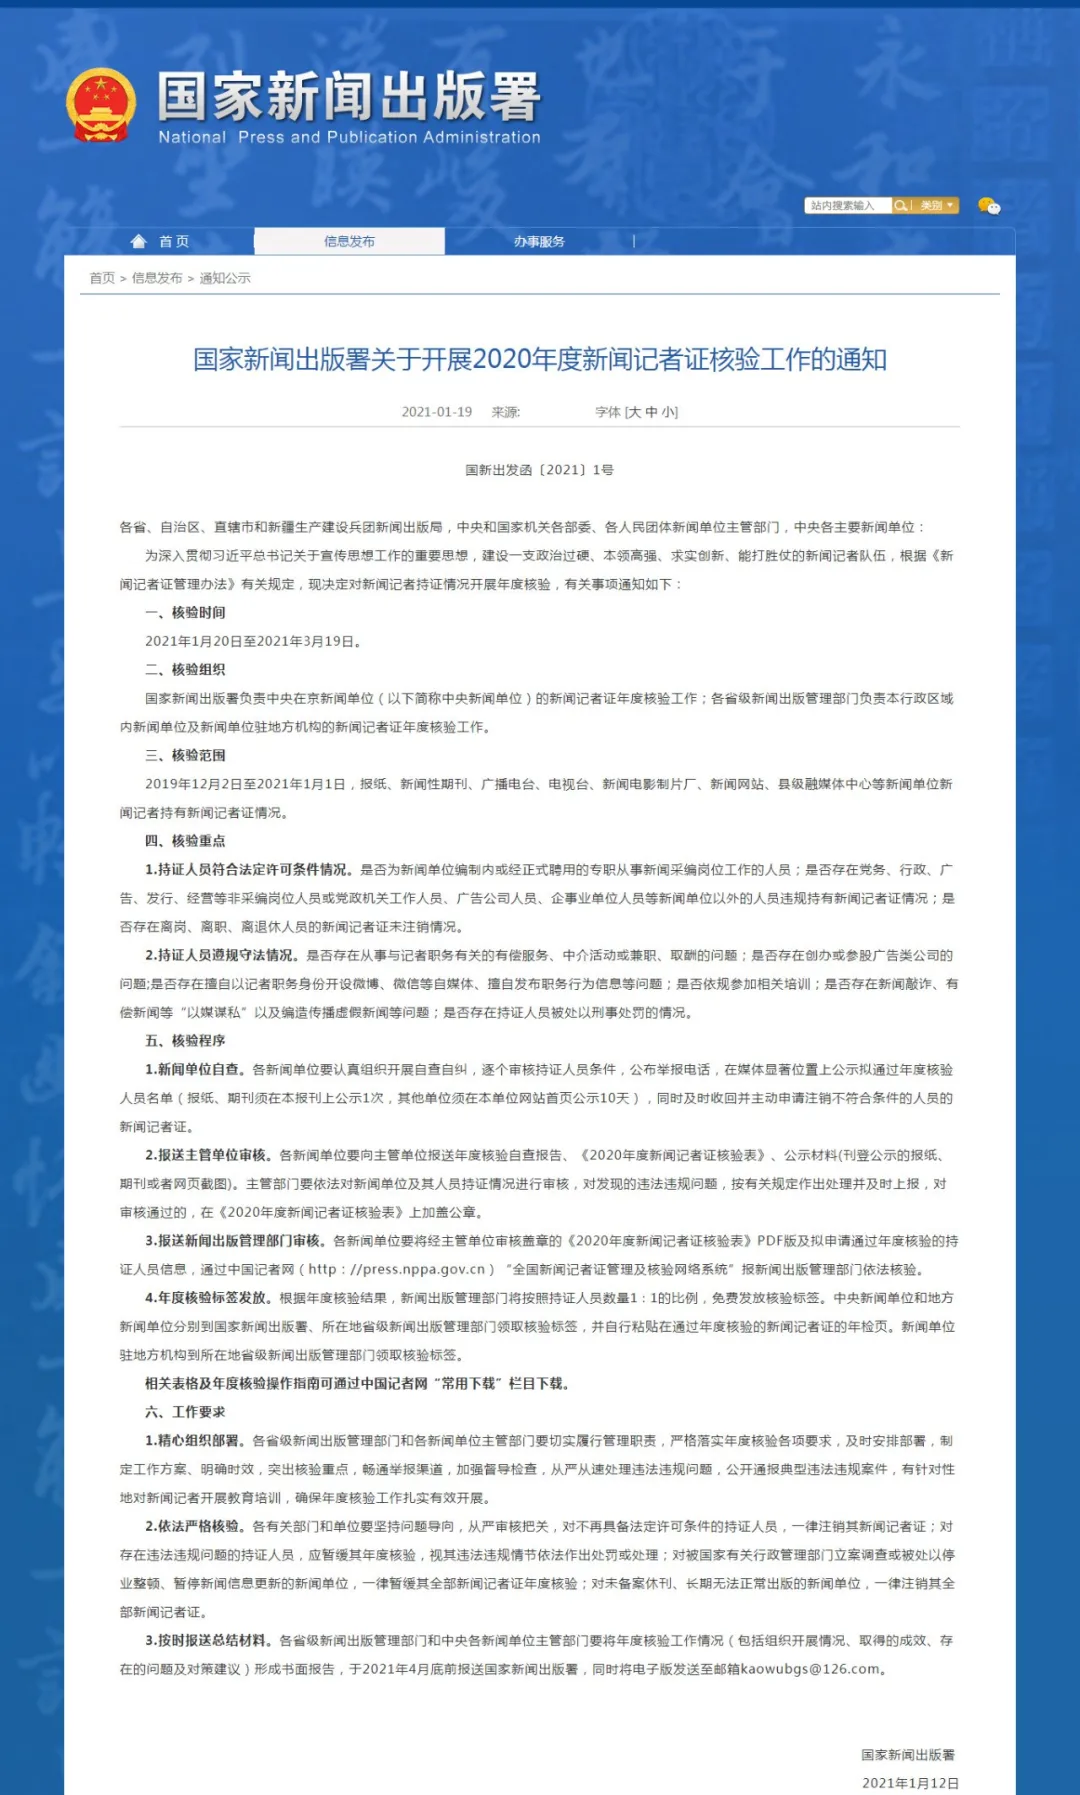 国家新闻出版署
National Press and Publication Administration
站内搜索输入 类别
首 页 信息发布 办事服务
首页 > 信息发布 > 通知公示
国家新闻出版署关于开展2020年度新闻记者证核验工作的通知
2021-01-19 来源: 字体 [大 中 小]
国新出发函〔2021〕1号
各省、自治区、直辖市和新疆生产建设兵团新闻出版局，中央和国家机关各部委、各人民团体新闻单位主管部门，中央各主要新闻单位：
为深入贯彻习近平总书记关于宣传思想工作的重要思想，建设一支政治过硬、本领高强、求实创新、能打胜仗的新闻记者队伍，根据《新
闻记者证管理办法》有关规定，现决定对新闻记者持证情况开展年度核验，有关事项通知如下：
一、核验时间
2021年1月20日至2021年3月19日。
二、核验组织
国家新闻出版署负责中央在京新闻单位（以下简称中央新闻单位）的新闻记者证年度核验工作；各省级新闻出版管理部门负责本行政区域
内新闻单位及新闻单位驻地方机构的新闻记者证年度核验工作。
三、核验范围
2019年12月2日至2021年1月1日，报纸、新闻性期刊、广播电台、电视台、新闻电影制片厂、新闻网站、县级融媒体中心等新闻单位新
闻记者持有新闻记者证情况。
四、核验重点
1.持证人员符合法定许可条件情况。是否为新闻单位编制内或经正式聘用的专职从事新闻采编岗位工作的人员；是否存在党务、行政、广
告、发行、经营等非采编岗位人员或党政机关工作人员、广告公司人员、企事业单位人员等新闻单位以外的人员违规持有新闻记者证情况；是
否存在离岗、离职、离退休人员的新闻记者证未注销情况。
2.持证人员遵规守法情况。是否存在从事与记者职务有关的有偿服务、中介活动或兼职、取酬的问题；是否存在创办或参股广告类公司的
问题;是否存在擅自以记者职务身份开设微博、微信等自媒体、擅自发布职务行为信息等问题；是否依规参加相关培训；是否存在新闻敲诈、有
偿新闻等“以媒谋私”以及编造传播虚假新闻等问题；是否存在持证人员被处以刑事处罚的情况。
五、核验程序
1.新闻单位自查。各新闻单位要认真组织开展自查自纠，逐个审核持证人员条件，公布举报电话，在媒体显著位置上公示拟通过年度核验
人员名单（报纸、期刊须在本报刊上公示1次，其他单位须在本单位网站首页公示10天），同时及时收回并主动申请注销不符合条件的人员的
新闻记者证。
2.报送主管单位审核。各新闻单位要向主管单位报送年度核验自查报告、《2020年度新闻记者证核验表》、公示材料(刊登公示的报纸、
期刊或者网页截图)。主管部门要依法对新闻单位及其人员持证情况进行审核，对发现的违法违规问题，按有关规定作出处理并及时上报，对
审核通过的，在《2020年度新闻记者证核验表》上加盖公章。
3.报送新闻出版管理部门审核。各新闻单位要将经主管单位审核盖章的《2020年度新闻记者证核验表》PDF版及拟申请通过年度核验的持
证人员信息，通过中国记者网（http：//press.nppa.gov.cn）“全国新闻记者证管理及核验网络系统”报新闻出版管理部门依法核验。
4.年度核验标签发放。根据年度核验结果，新闻出版管理部门将按照持证人员数量1：1的比例，免费发放核验标签。中央新闻单位和地方
新闻单位分别到国家新闻出版署、所在地省级新闻出版管理部门领取核验标签，并自行粘贴在通过年度核验的新闻记者证的年检页。新闻单位
驻地方机构到所在地省级新闻出版管理部门领取核验标签。
相关表格及年度核验操作指南可通过中国记者网“常用下载”栏目下载。
六、工作要求
1.精心组织部署。各省级新闻出版管理部门和各新闻单位主管部门要切实履行管理职责，严格落实年度核验各项要求，及时安排部署，制
定工作方案、明确时效，突出核验重点，畅通举报渠道，加强督导检查，从严从速处理违法违规问题，公开通报典型违法违规案件，有针对性
地对新闻记者开展教育培训，确保年度核验工作扎实有效开展。
2.依法严格核验。各有关部门和单位要坚持问题导向，从严审核把关，对不再具备法定许可条件的持证人员，一律注销其新闻记者证；对
存在违法违规问题的持证人员，应暂缓其年度核验，视其违法违规情节依法作出处罚或处理；对被国家有关行政管理部门立案调查或被处以停
业整顿、暂停新闻信息更新的新闻单位，一律暂缓其全部新闻记者证年度核验；对未备案休刊、长期无法正常出版的新闻单位，一律注销其全
部新闻记者证。
3.按时报送总结材料。各省级新闻出版管理部门和中央各新闻单位主管部门要将年度核验工作情况（包括组织开展情况、取得的成效、存
在的问题及对策建议）形成书面报告，于2021年4月底前报送国家新闻出版署，同时将电子版发送至邮箱kaowubgs@126.com。
国家新闻出版署
2021年1月12日